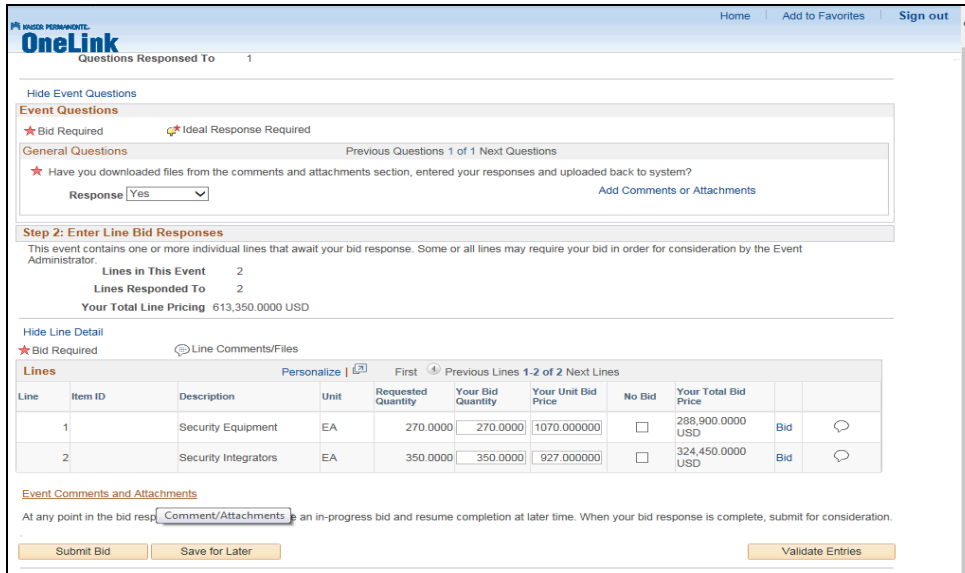 Home Add to Favorites Sign out
KAISER PERMANENTE.
OneLink
Questions Responsed To 1
Hide Event Questions
Event Questions
Bid Required Ideal Response Required
General Questions Previous Questions 1 of 1 Next Questions
Have you downloaded files from the comments and attachments section, entered your responses and uploaded back to system?
Response Yes Add Comments or Attachments
Step 2: Enter Line Bid Responses
This event contains one or more individual lines that await your bid response. Some or all lines may require your bid in order for consideration by the Event
Administrator.
Lines in This Event 2
Lines Responded To 2
Your Total Line Pricing 613,350.0000 USD
Hide Line Detail
Bid Required Line Comments/Files
Lines Personalize | First Previous Lines 1-2 of 2 Next Lines
Line Item ID Description Unit Requested Quantity Your Bid Quantity Your Unit Bid Price No Bid Your Total Bid Price
1 Security Equipment EA 270.0000 270.0000 1070.000000 288,900.0000 USD Bid
2 Security Integrators EA 350.0000 350.0000 927.000000 324,450.0000 USD Bid
Event Comments and Attachments
At any point in the bid resp Comment/Attachments e an in-progress bid and resume completion at later time. When your bid response is complete, submit for consideration.
Submit Bid Save for Later Validate Entries